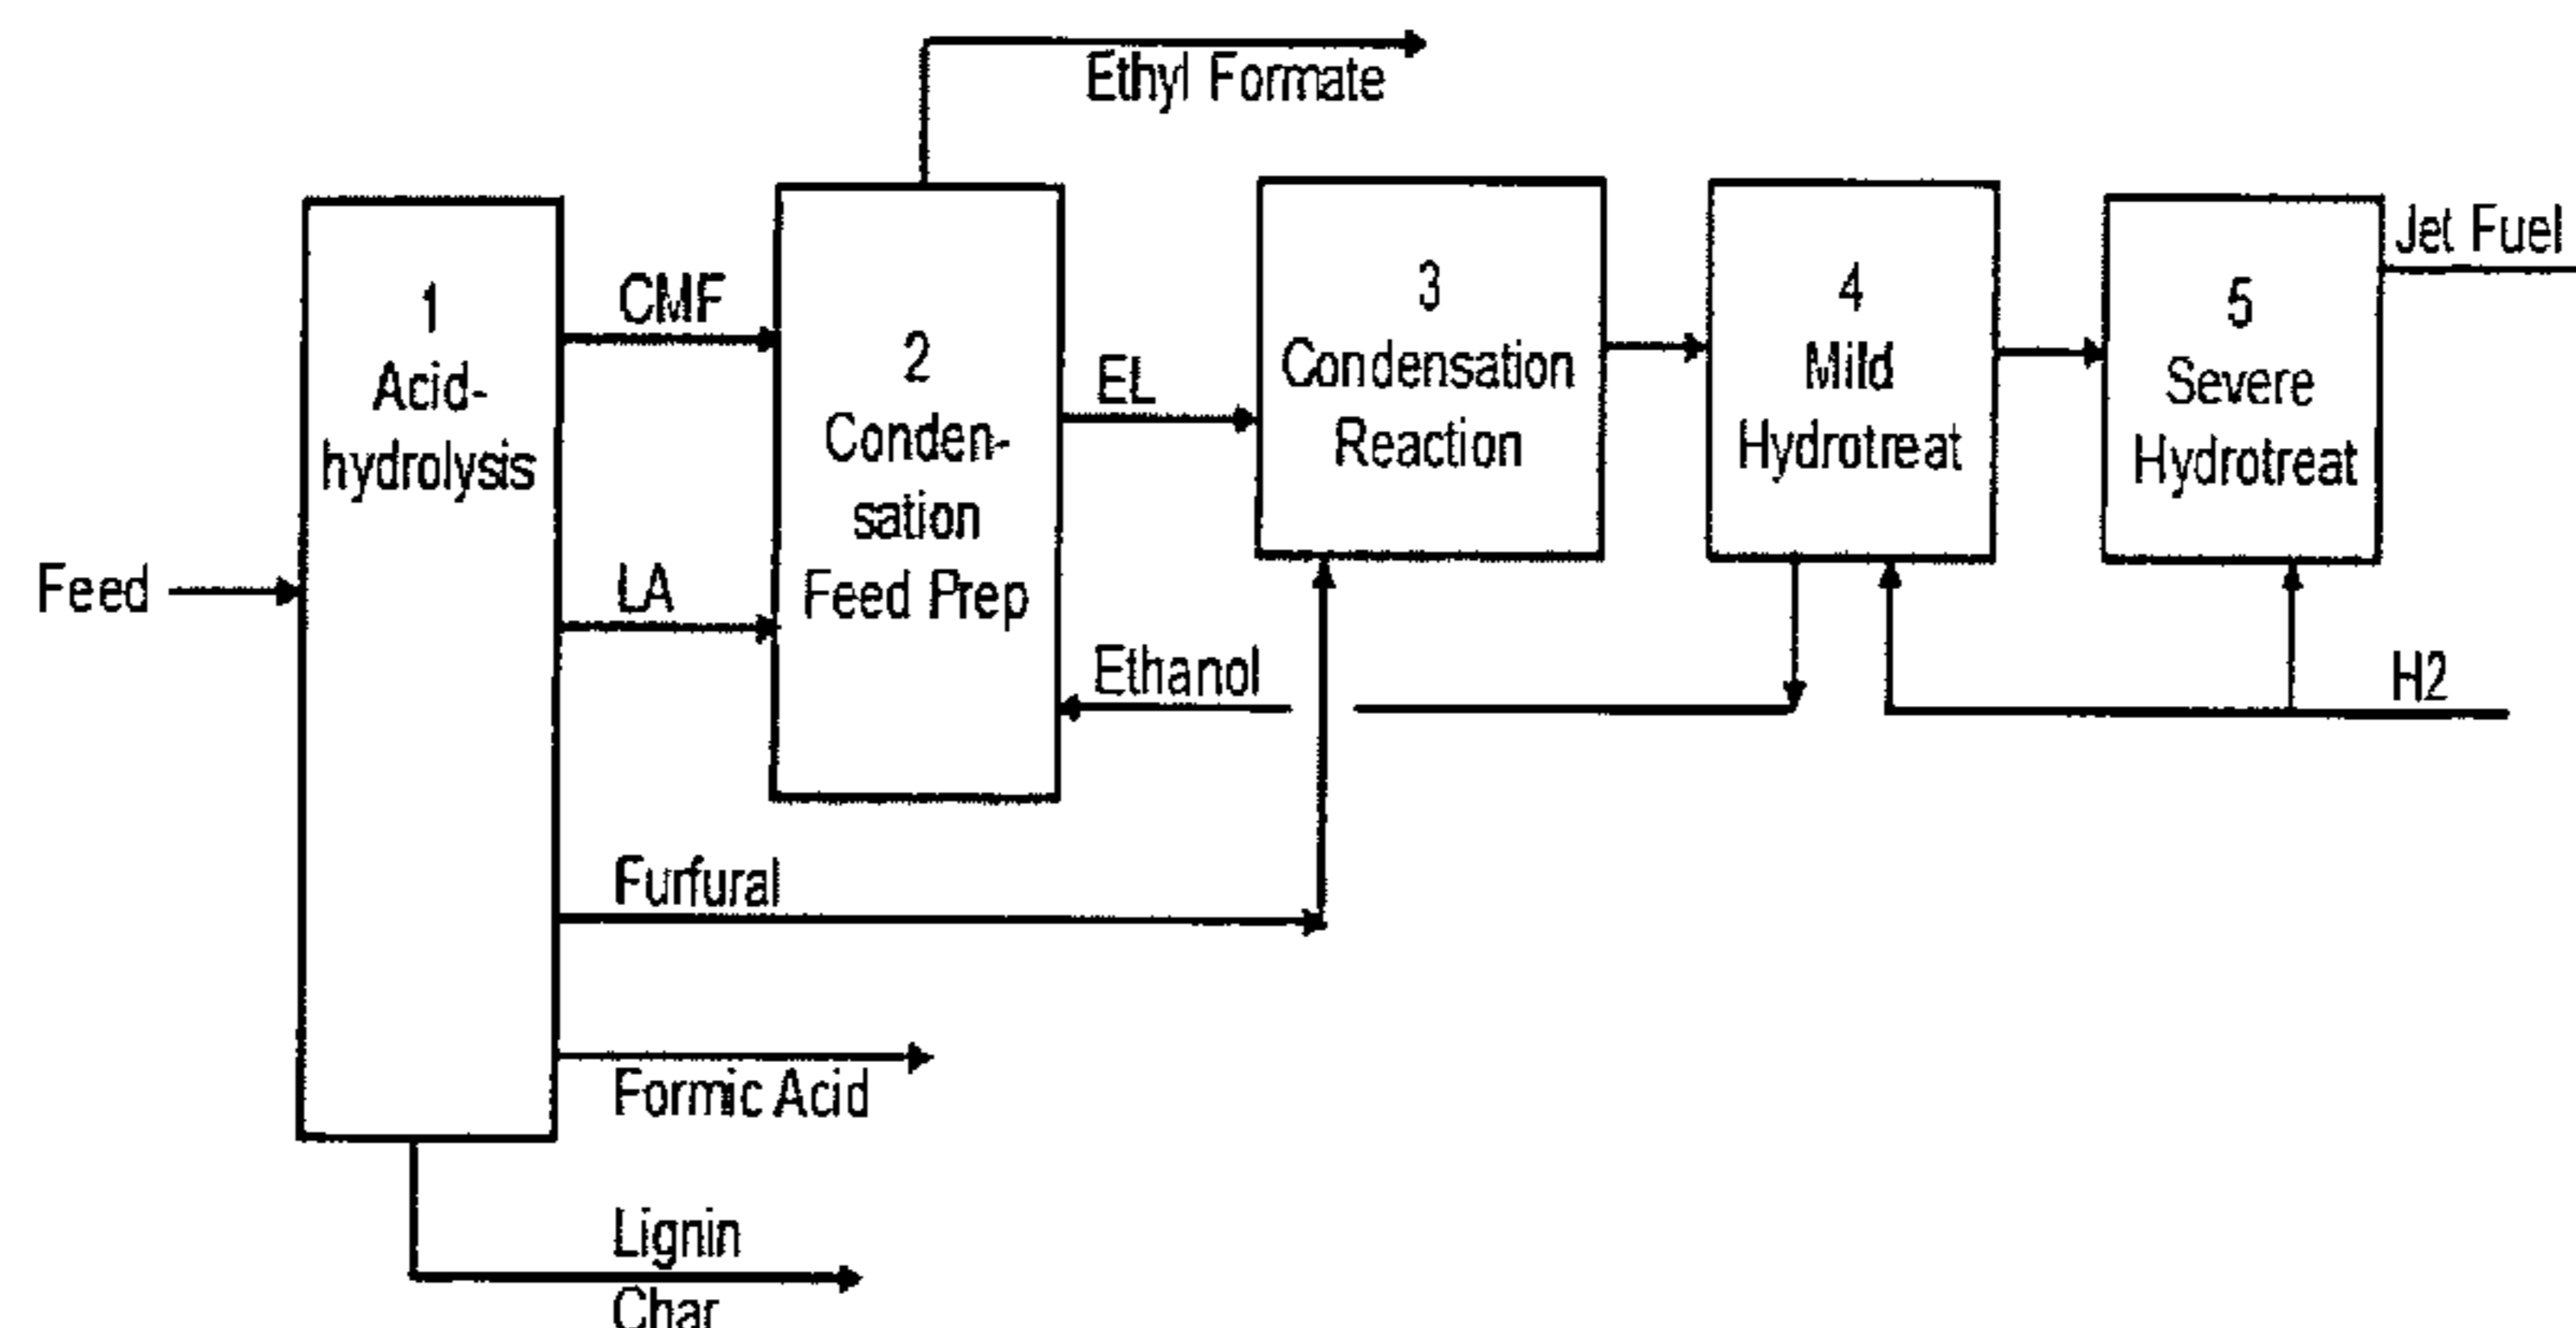 Ethyl Formate
1
Acid-
hydrolysis
Feed
CMF
LA
2
Conden-
sation
Feed Prep
EL
Ethanol
3
Condensation
Reaction
4
Mild
Hydrotreat
5
Severe
Hydrotreat
Jet Fuel
H2
Furfural
Formic Acid
Lignin
Char